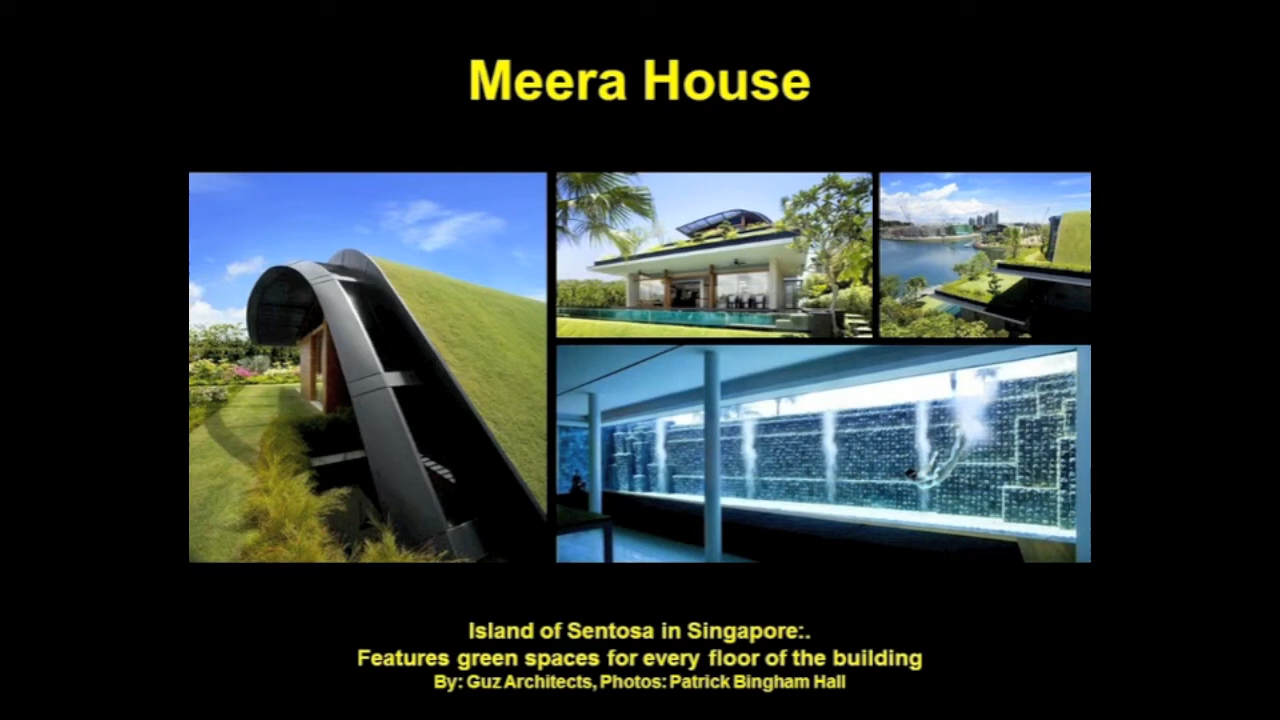 Meera House
Island of Sentosa in Singapore:.
Features green spaces for every floor of the building
By: Guz Architects, Photos: Patrick Bingham Hall